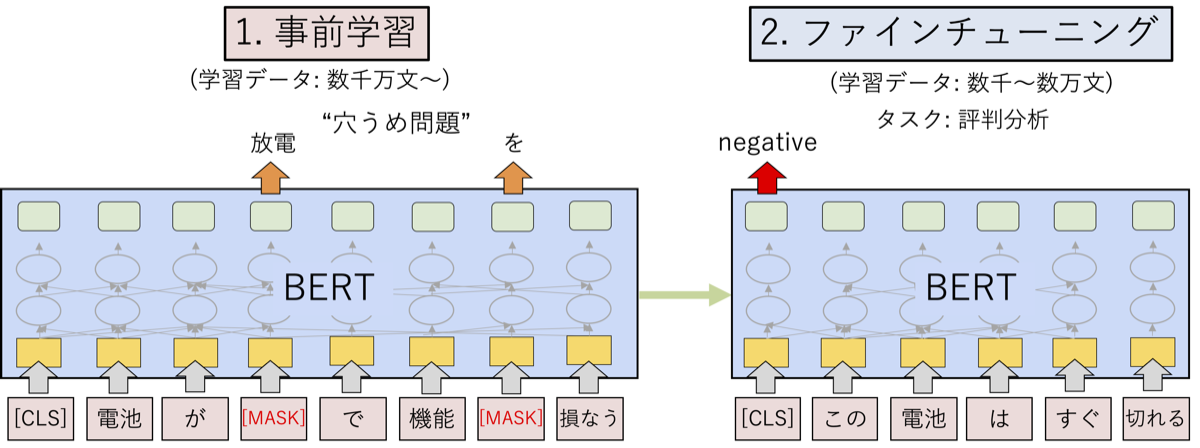 1. 事前学習
(学習データ: 数千万文～)
“穴うめ問題”
放電
を
BERT
[CLS]
電池
が
[MASK]
で
機能
[MASK]
損なう
2. ファインチューニング
(学習データ: 数千～数万文)
タスク: 評判分析
negative
BERT
[CLS]
この
電池
は
すぐ
切れる